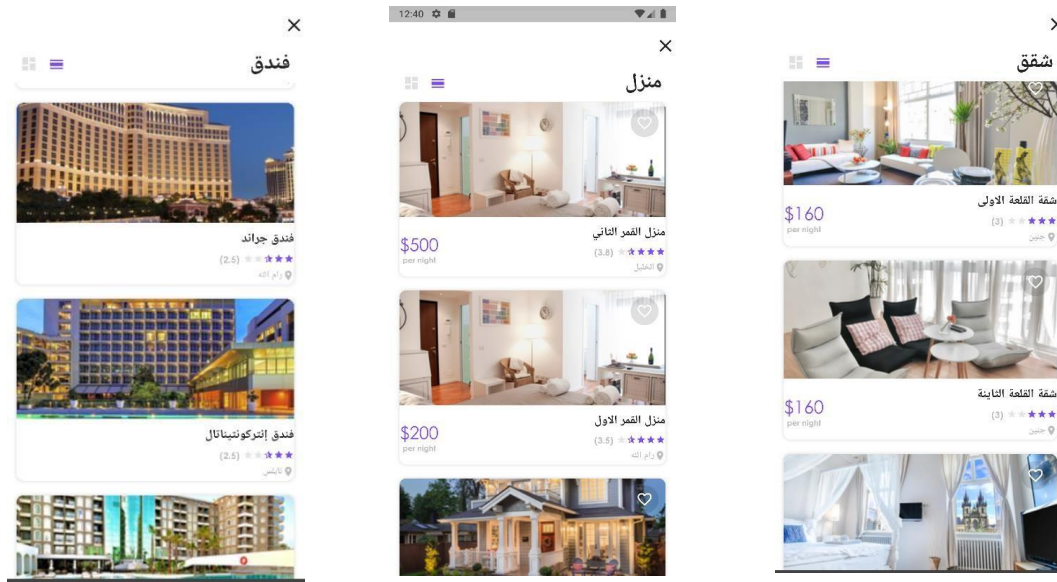 فندق
فندق جراند
(2.5)
رام الله
فندق إنتركونتيناتال
(2.5)
نابلس
12:40
منزل
منزل القمر الثاني
$500
per night
(3.8)
الخليل
منزل القمر الاول
$200
per night
(3.5)
رام الله
شقق
شقة القلعة الاولى
$160
per night
(3)
جنين
شقة القلعة الثاينة
$160
per night
(3)
جنين